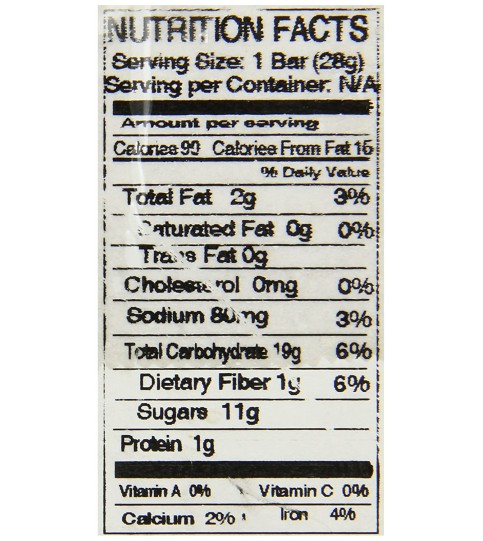 NUTRITION FACTS
Serving Size: 1 Bar (28g)
Serving per Container: N/A
Amount per serving
Calories 90 Calories From Fat 15
% Daily Value
Total Fat 2g 3%
Saturated Fat 0g 0%
Trans Fat 0g
Cholesterol 0mg 0%
Sodium 80mg 3%
Total Carbohydrate 19g 6%
Dietary Fiber 1g 6%
Sugars 11g
Protein 1g
Vitamin A 0% Vitamin C 0%
Calcium 2% Iron 4%